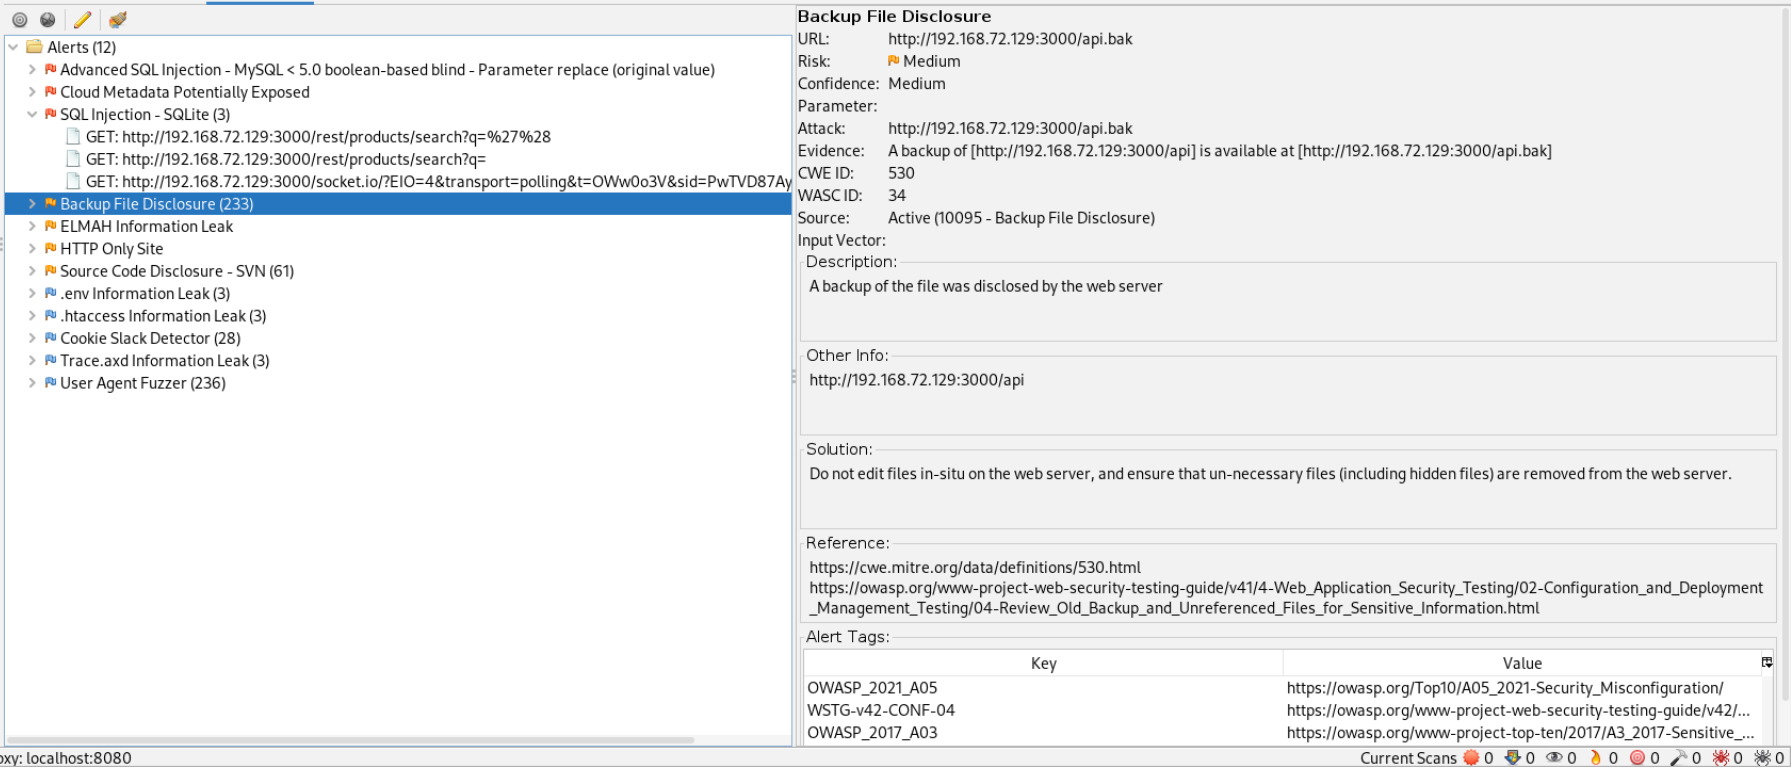 Alerts (12)
Advanced SQL Injection - MySQL < 5.0 boolean-based blind - Parameter replace (original value)
Cloud Metadata Potentially Exposed
SQL Injection - SQLite (3)
GET: http://192.168.72.129:3000/rest/products/search?q=%27%28
GET: http://192.168.72.129:3000/rest/products/search?q=
GET: http://192.168.72.129:3000/socket.io/?EIO=4&transport=polling&t=OWw0o3V&sid=PwTVD87Ay
Backup File Disclosure (233)
ELMAH Information Leak
HTTP Only Site
Source Code Disclosure - SVN (61)
.env Information Leak (3)
.htaccess Information Leak (3)
Cookie Slack Detector (28)
Trace.axd Information Leak (3)
User Agent Fuzzer (236)
Backup File Disclosure
URL: http://192.168.72.129:3000/api.bak
Risk: Medium
Confidence: Medium
Parameter:
Attack: http://192.168.72.129:3000/api.bak
Evidence: A backup of [http://192.168.72.129:3000/api] is available at [http://192.168.72.129:3000/api.bak]
CWE ID: 530
WASC ID: 34
Source: Active (10095 - Backup File Disclosure)
Input Vector:
Description:
A backup of the file was disclosed by the web server
Other Info:
http://192.168.72.129:3000/api
Solution:
Do not edit files in-situ on the web server, and ensure that un-necessary files (including hidden files) are removed from the web server.
Reference:
https://cwe.mitre.org/data/definitions/530.html
https://owasp.org/www-project-web-security-testing-guide/v41/4-Web_Application_Security_Testing/02-Configuration_and_Deployment
_Management_Testing/04-Review_Old_Backup_and_Unreferenced_Files_for_Sensitive_Information.html
Alert Tags:
Key Value
OWASP_2021_A05 https://owasp.org/Top10/A05_2021-Security_Misconfiguration/
WSTG-v42-CONF-04 https://owasp.org/www-project-web-security-testing-guide/v42/...
OWASP_2017_A03 https://owasp.org/www-project-top-ten/2017/A3_2017-Sensitive_...
oxy: localhost:8080
Current Scans 0 0 0 0 0 0 0 0